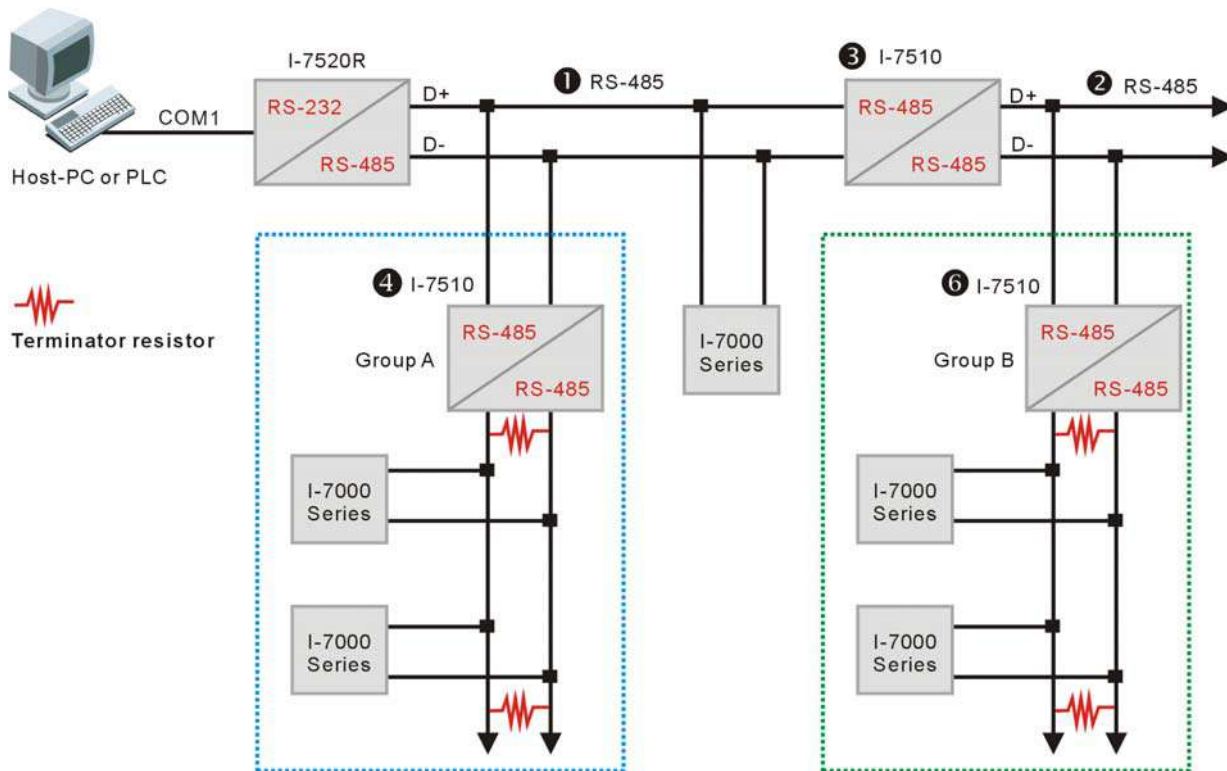 I-7520R
❶ RS-485
❸ I-7510
❷ RS-485
D+
D+
RS-232
RS-485
RS-485
RS-485
COM1
D-
D-
Host-PC or PLC
Terminator resistor
❹ I-7510
RS-485
RS-485
Group A
I-7000
Series
I-7000
Series
I-7000
Series
❻ I-7510
RS-485
RS-485
Group B
I-7000
Series
I-7000
Series